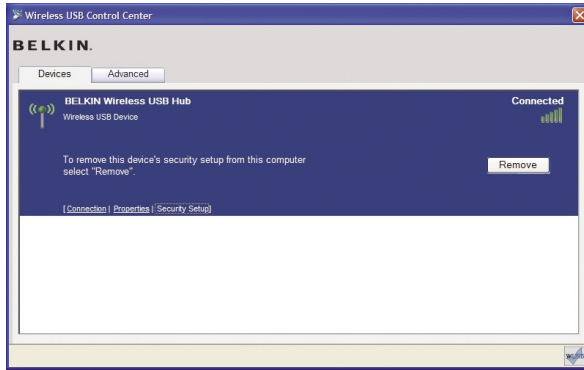 Wireless USB Control Center
BELKIN.
Devices Advanced
BELKIN Wireless USB Hub
Connected
Wireless USB Device
To remove this device's security setup from this computer
select "Remove".
Remove
[ Connection | Properties | Security Setup]